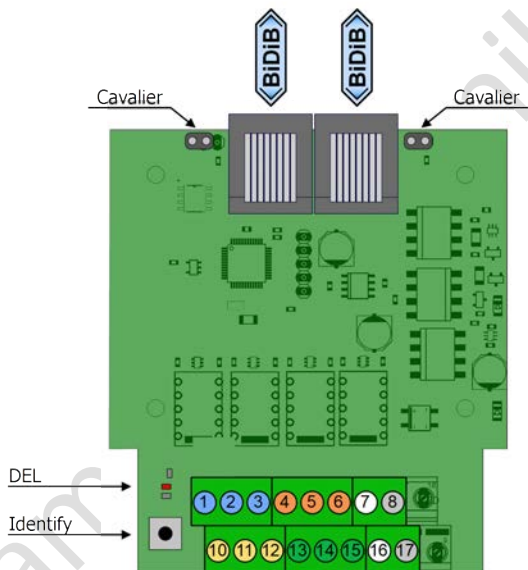 BiDiB BiDiB
Cavalier Cavalier
DEL
1 2 3 4 5 6 7 8
Identify
10 11 12 13 14 15 16 17